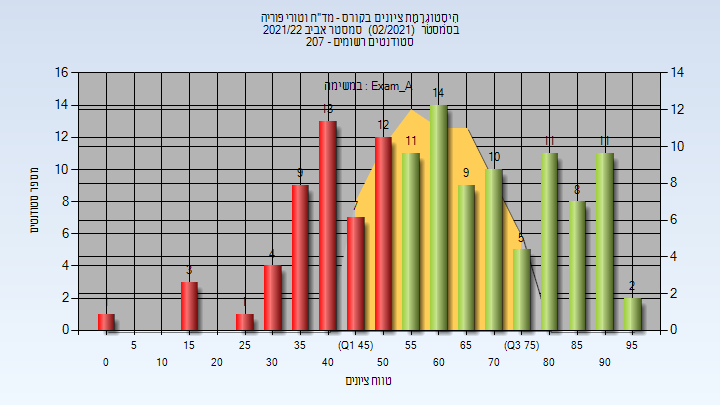 היסטוגרמת ציונים בקורס - מד"ח וטורי פוריה
בסמסטר (02/2021) סמסטר אביב 2021/22
סטודנטים רשומים - 207
במשימה : Exam_A
מספר סטודנטים
16 14 12 10 8 6 4 2 0
14 12 10 8 6 4 2 0
1 3 1 4 9 13 7 12 11 14 9 10 5 11 8 11 2
5 15 25 35 (Q1 45) 55 65 (Q3 75) 85 95
0 10 20 30 40 50 60 70 80 90
טווח ציונים